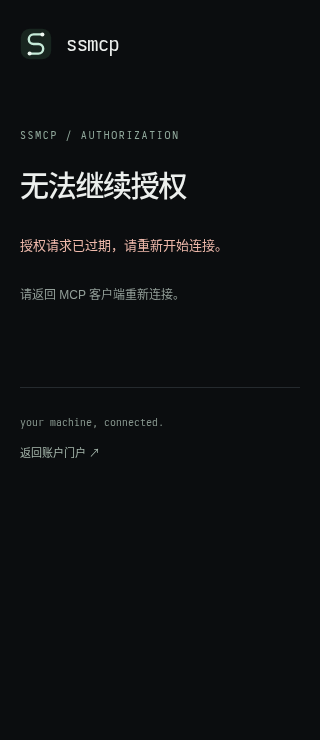 ssmcp
SSMCP / AUTHORIZATION
无法继续授权
授权请求已过期，请重新开始连接。
请返回 MCP 客户端重新连接。
your machine, connected.
返回账户门户 ↗